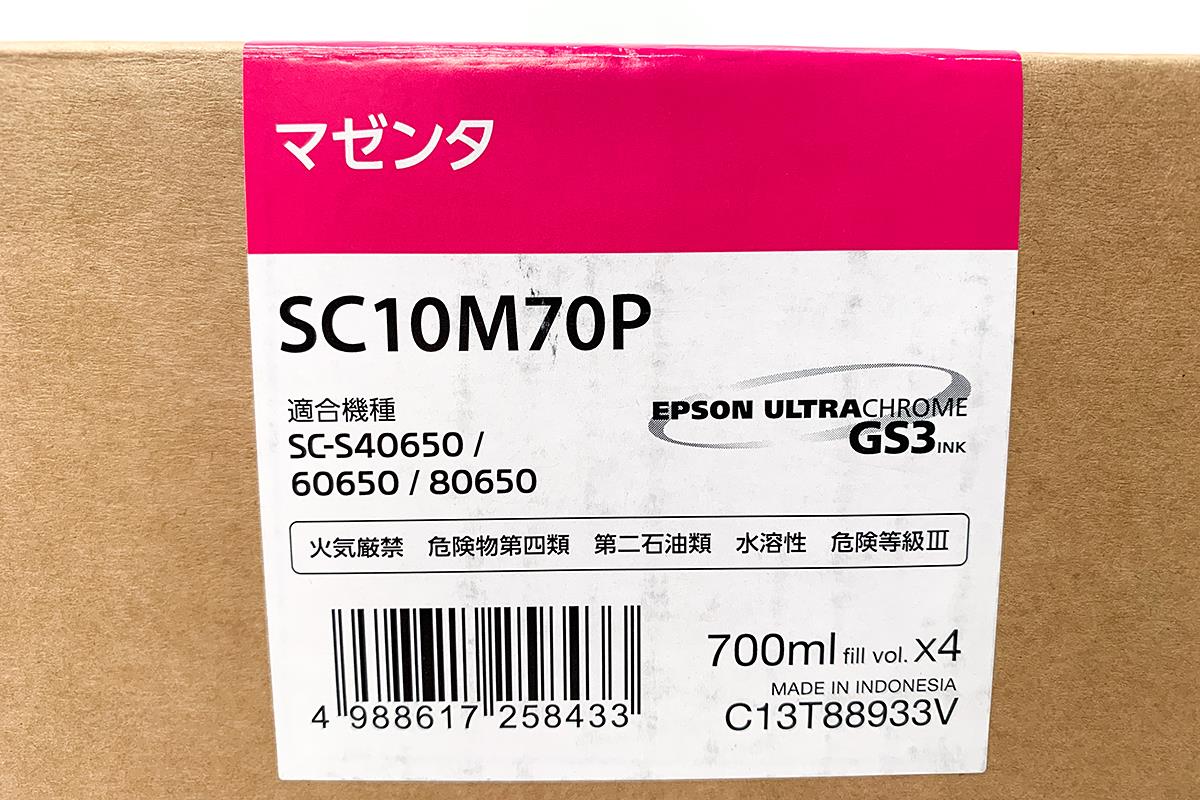 マゼンタ
SC10M70P
適合機種
SC-S40650 /
60650 / 80650
EPSON ULTRACHROME
GS3 INK
火気厳禁 危険物第四類 第二石油類 水溶性 危険等級Ⅲ
4 988617 258433
700ml fill vol. X4
MADE IN INDONESIA
C13T88933V